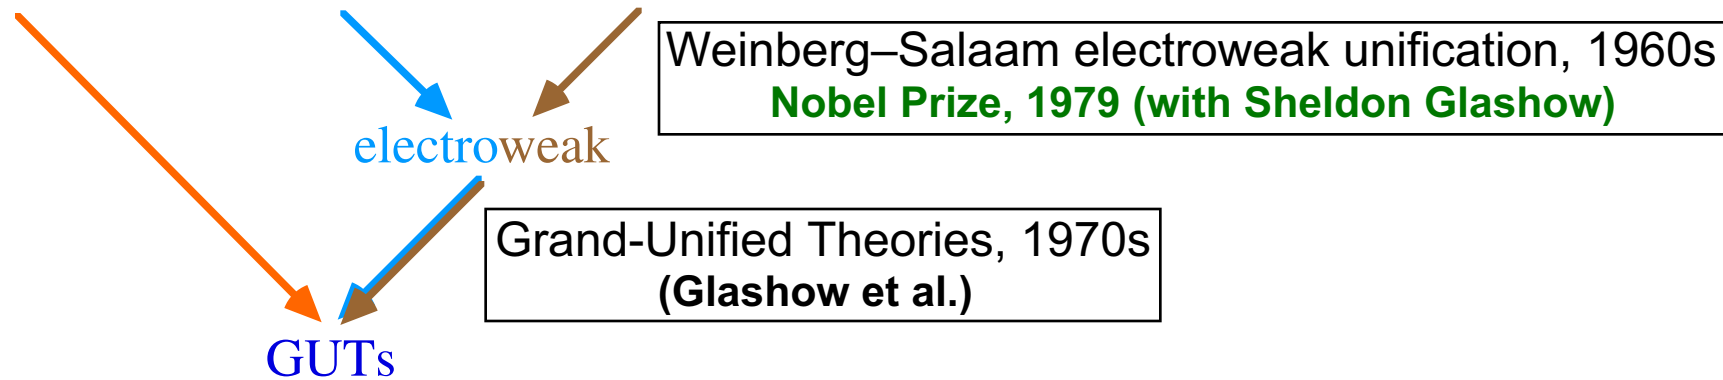 Weinberg–Salaam electroweak unification, 1960s
Nobel Prize, 1979 (with Sheldon Glashow)
electroweak
Grand-Unified Theories, 1970s
(Glashow et al.)
GUTs